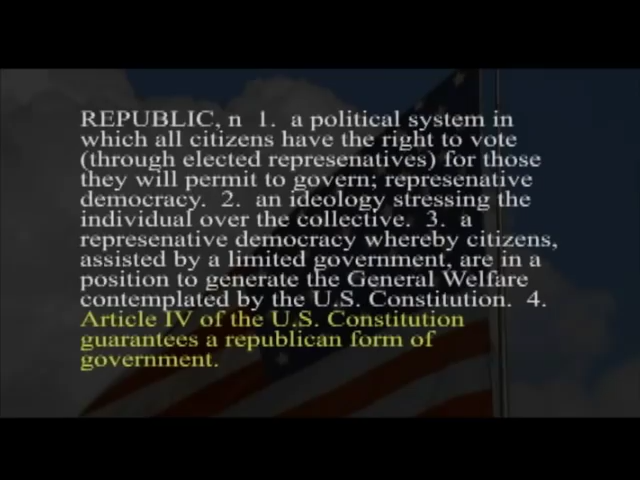 REPUBLIC, n 1. a political system in
which all citizens have the right to vote
(through elected represenatives) for those
they will permit to govern; represenative
democracy. 2. an ideology stressing the
individual over the collective. 3. a
represenative democracy whereby citizens,
assisted by a limited government, are in a
position to generate the General Welfare
contemplated by the U.S. Constitution. 4.
Article IV of the U.S. Constitution
guarantees a republican form of
government.